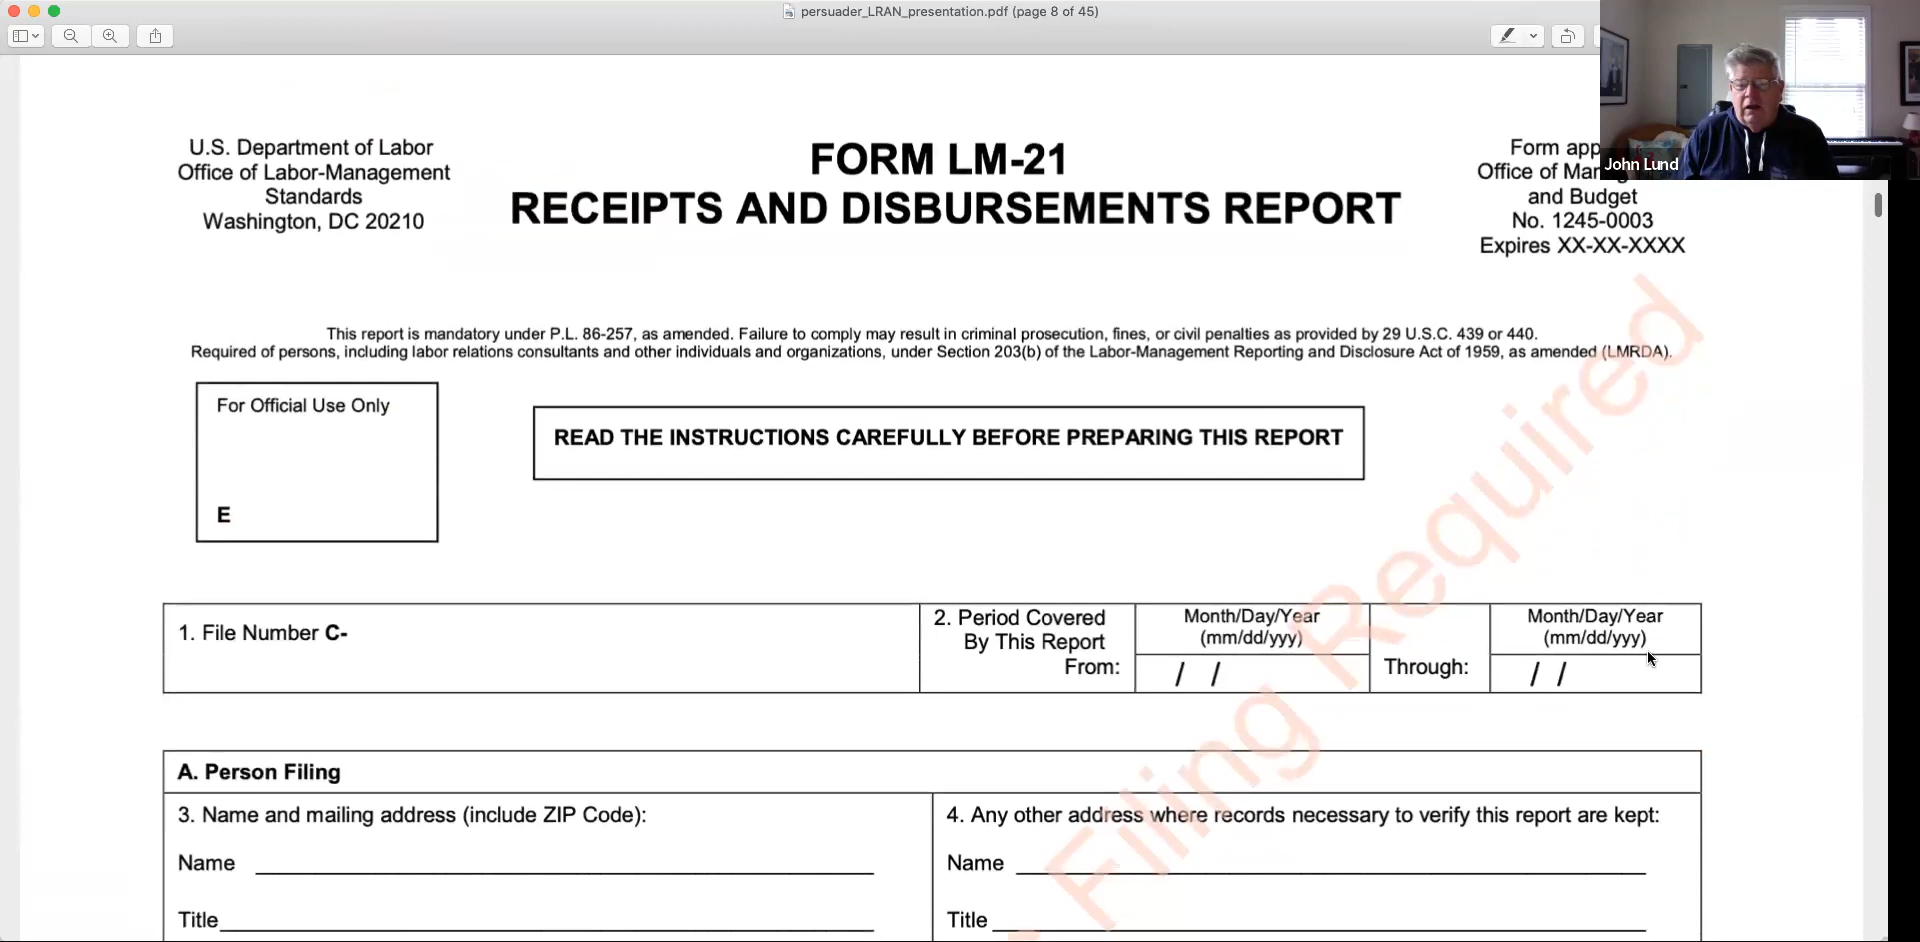 persuader_LRAN_presentation.pdf (page 8 of 45)
John Lund
U.S. Department of Labor
Office of Labor-Management
Standards
Washington, DC 20210
FORM LM-21
RECEIPTS AND DISBURSEMENTS REPORT
Form app
Office of Man
and Budget
No. 1245-0003
Expires XX-XX-XXXX
This report is mandatory under P.L. 86-257, as amended. Failure to comply may result in criminal prosecution, fines, or civil penalties as provided by 29 U.S.C. 439 or 440.
Required of persons, including labor relations consultants and other individuals and organizations, under Section 203(b) of the Labor-Management Reporting and Disclosure Act of 1959, as amended (LMRDA).
For Official Use Only
E
READ THE INSTRUCTIONS CAREFULLY BEFORE PREPARING THIS REPORT
1. File Number C-
2. Period Covered
By This Report
From:
Month/Day/Year
(mm/dd/yyy)
/ /
Through:
Month/Day/Year
(mm/dd/yyy)
/ /
A. Person Filing
3. Name and mailing address (include ZIP Code):
Name
Title
4. Any other address where records necessary to verify this report are kept:
Name
Title
Filing Required